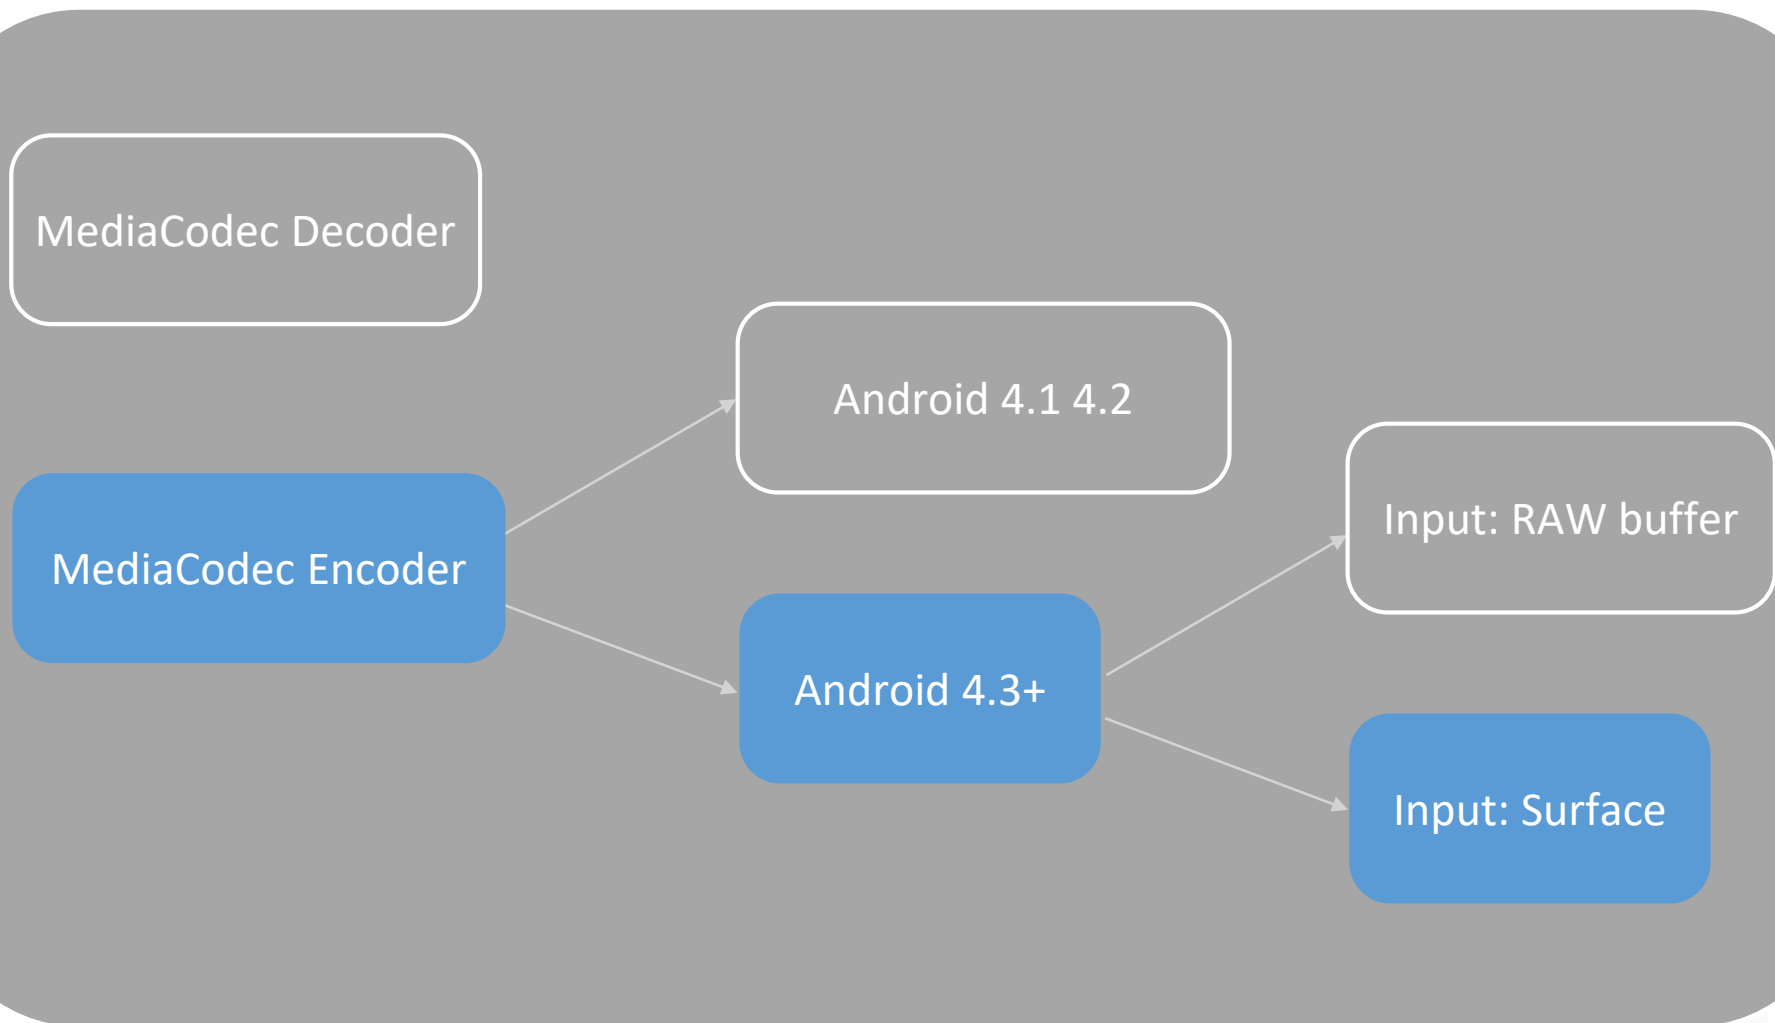 MediaCodec Decoder
Android 4.1 4.2
Input: RAW buffer
MediaCodec Encoder
Android 4.3+
Input: Surface